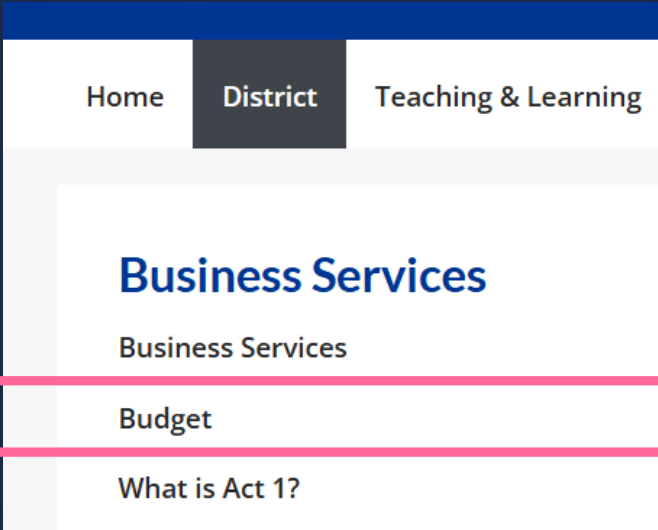 Home District Teaching & Learning
Business Services
Business Services
Budget
What is Act 1?